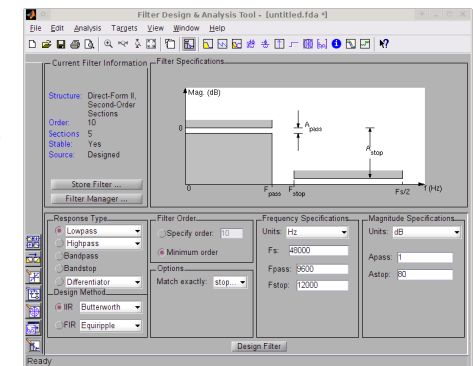 Filter Design & Analysis Tool - [untitled.fda *]
File Edit Analysis Targets View Window Help
Current Filter Information
Structure: Direct-Form II, Second-Order Sections
Order: 10
Sections 5
Stable: Yes
Source: Designed
Store Filter ...
Filter Manager ...
Filter Specifications
Mag. (dB)
0
A pass
A stop
0
F pass
F stop
Fs/2
f (Hz)
Response Type
Lowpass
Highpass
Bandpass
Bandstop
Differentiator
Design Method
IIR Butterworth
FIR Equiripple
Filter Order
Specify order: 10
Minimum order
Options
Match exactly: stop...
Frequency Specifications
Units: Hz
Fs: 48000
Fpass: 9600
Fstop: 12000
Magnitude Specifications
Units: dB
Apass: 1
Astop: 80
Design Filter
Ready